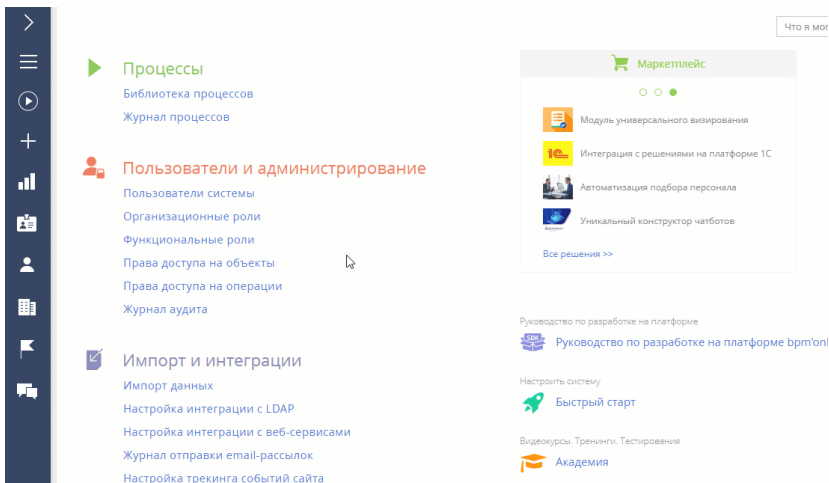 Что я мог
Процессы
Библиотека процессов
Журнал процессов
Пользователи и администрирование
Пользователи системы
Организационные роли
Функциональные роли
Права доступа на объекты
Права доступа на операции
Журнал аудита
Импорт и интеграции
Импорт данных
Настройка интеграции с LDAP
Настройка интеграции с веб-сервисами
Журнал отправки email-рассылок
Настройка трекинга событий сайта
Маркетплейс
Модуль универсального визирования
1С
Интеграция с решениями на платформе 1С
Автоматизация подбора персонала
Уникальный конструктор чатботов
Все решения >>
Руководство по разработке на платформе
SDK
Руководство по разработке на платформе bpm'onl
Настроить систему
Быстрый старт
Видеокурсы. Тренинги. Тестирования
Академия